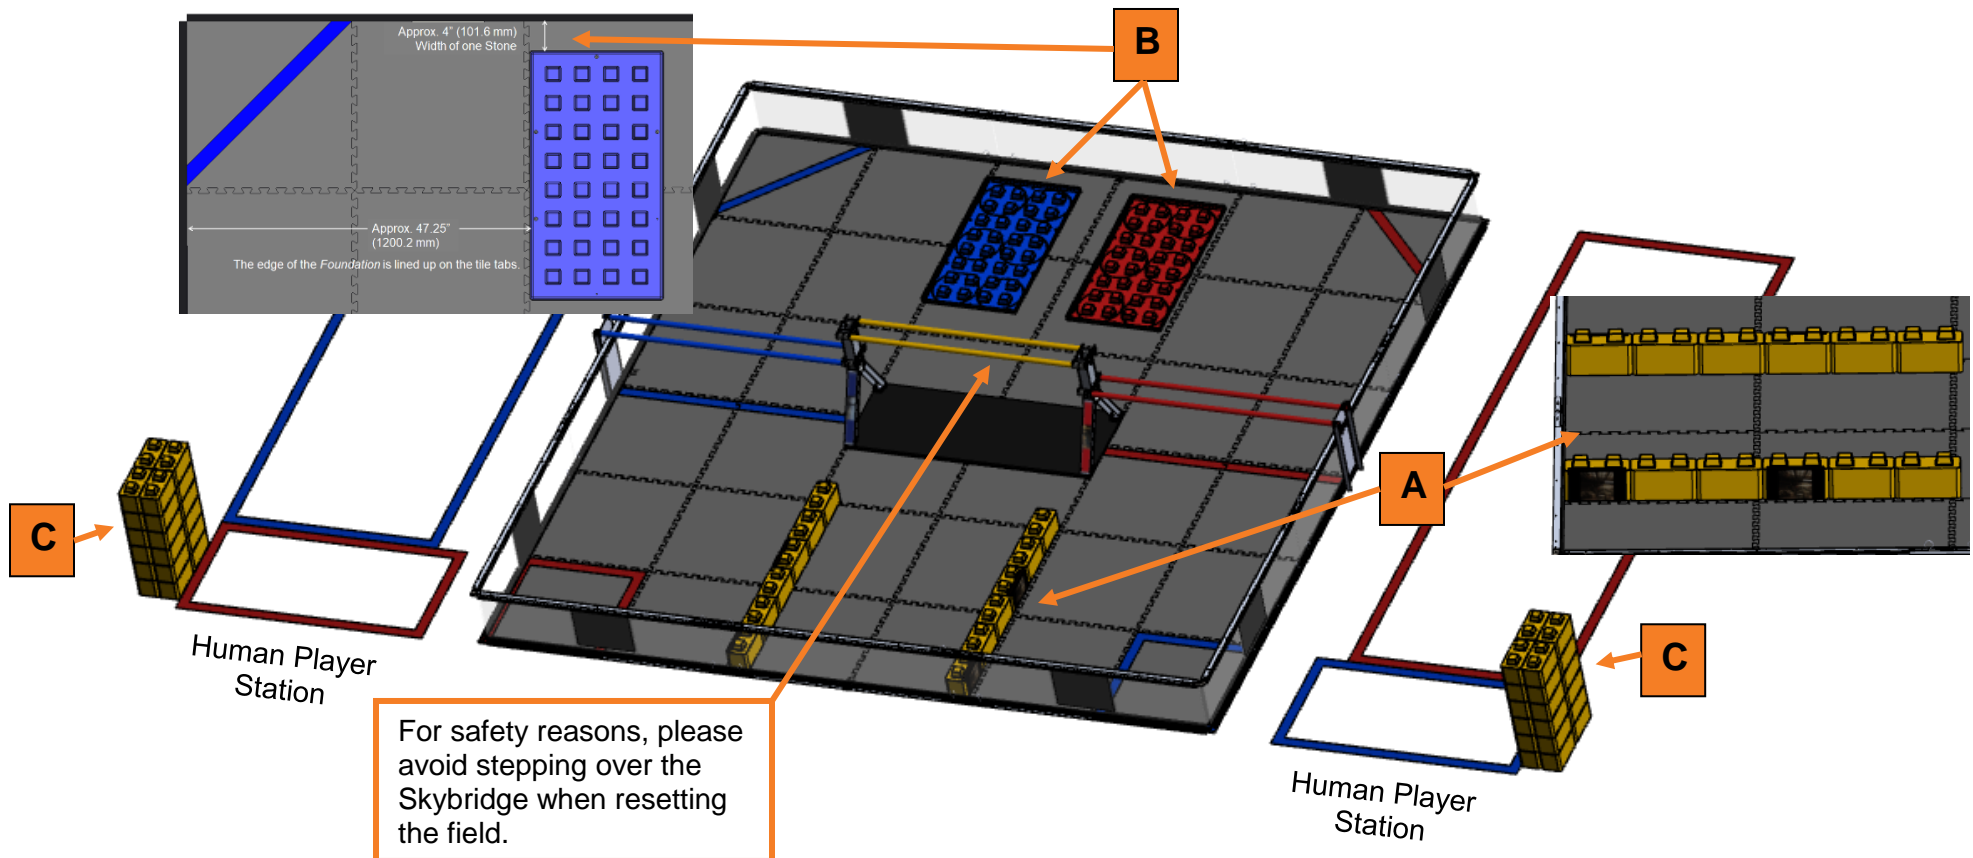 Approx. 4” (101.6 mm)
Width of one Stone
B
Approx. 47.25”
(1200.2 mm)
The edge of the Foundation is lined up on the tile tabs.
A
C
C
Human Player
Station
For safety reasons, please
avoid stepping over the
Skybridge when resetting
the field.
Human Player
Station